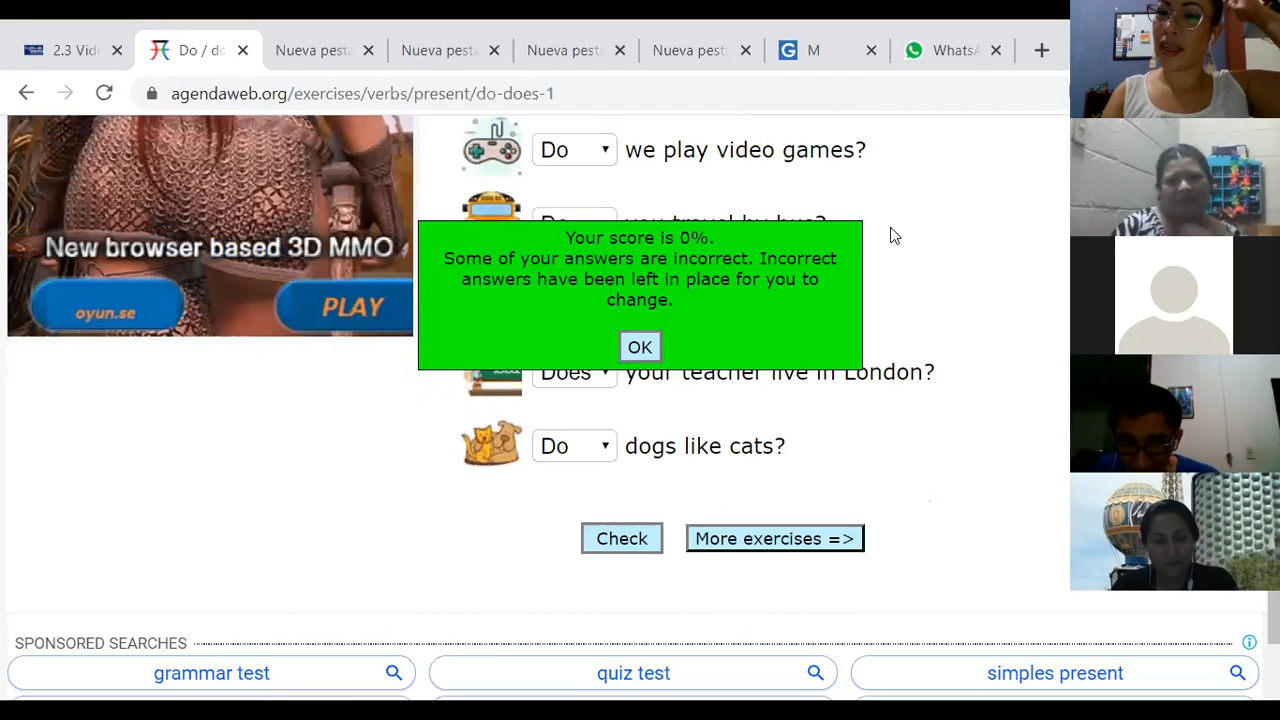 2.3 Vid
Do / do
Nueva pest
Nueva pest
Nueva pest
Nueva pes
M
Whats
agendaweb.org/exercises/verbs/present/do-does-1
Do we play video games?
New browser based 3D MMO
oyun.se
PLAY
Your score is 0%.
Some of your answers are incorrect. Incorrect
answers have been left in place for you to
change.
OK
Does your teacher live in London?
Do dogs like cats?
Check
More exercises =>
SPONSORED SEARCHES
grammar test
quiz test
simples present